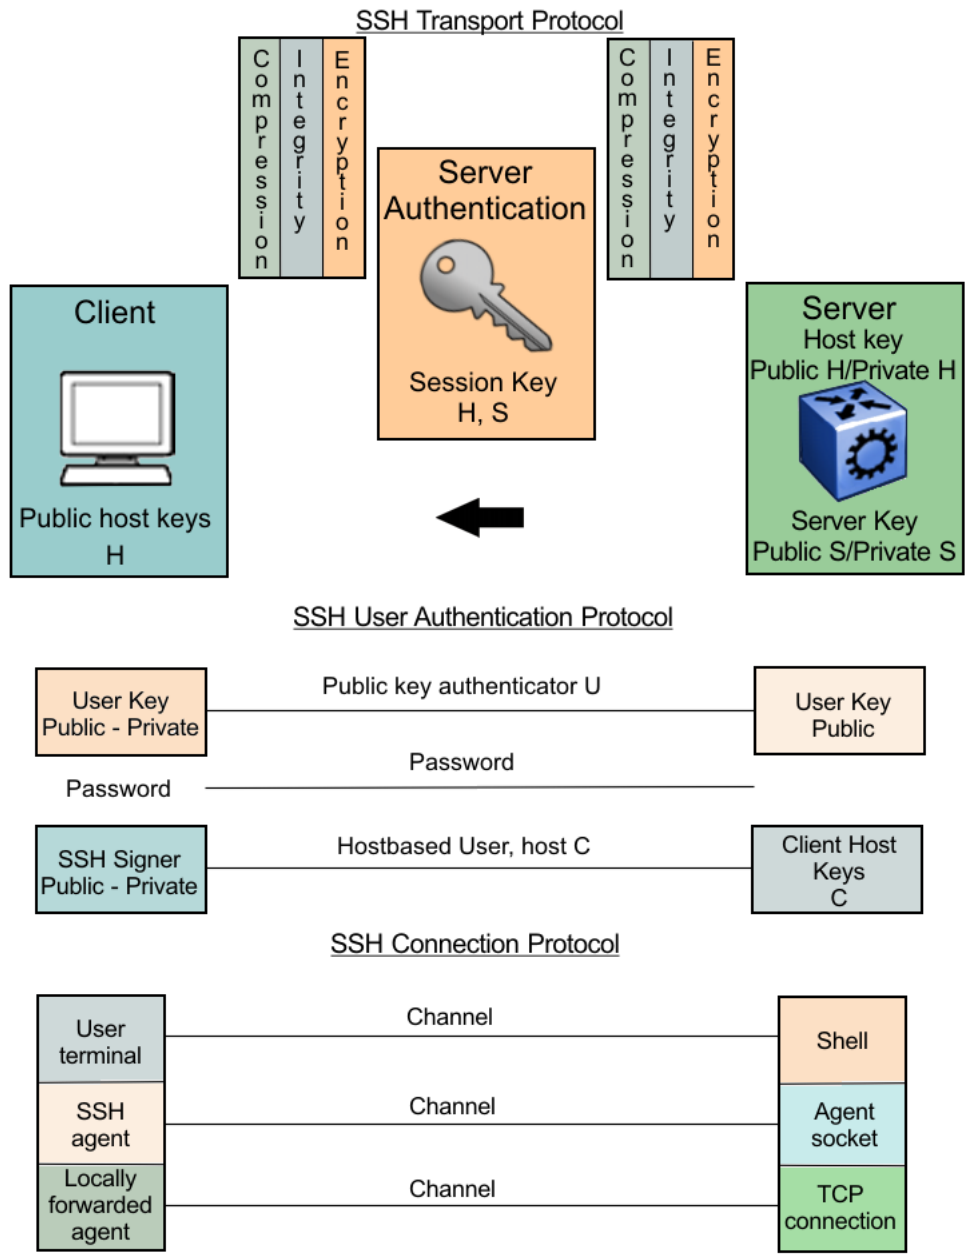 SSH Transport Protocol
Compression
Integrity
Encryption
Compression
Integrity
Encryption
Server
Authentication
Session Key
H, S
Client
Public host keys
H
Server
Host key
Public H/Private H
Server Key
Public S/Private S
SSH User Authentication Protocol
User Key
Public - Private
Public key authenticator U
User Key
Public
Password
Password
SSH Signer
Public - Private
Hostbased User, host C
Client Host
Keys
C
SSH Connection Protocol
User
terminal
Channel
Shell
SSH
agent
Channel
Agent
socket
Locally
forwarded
agent
Channel
TCP
connection